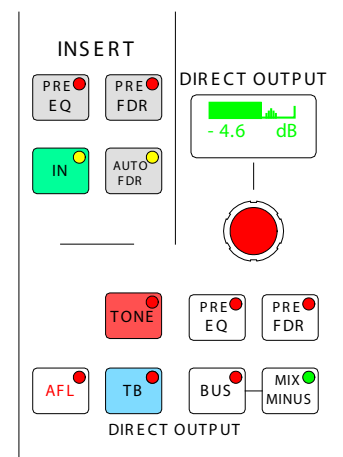 INSERT
PRE
EQ
PRE
FDR
IN
AUTO
FDR
DIRECT OUTPUT
- 4.6 dB
TONE
PRE
EQ
PRE
FDR
AFL
TB
BUS
MIX
MINUS
DIRECT OUTPUT